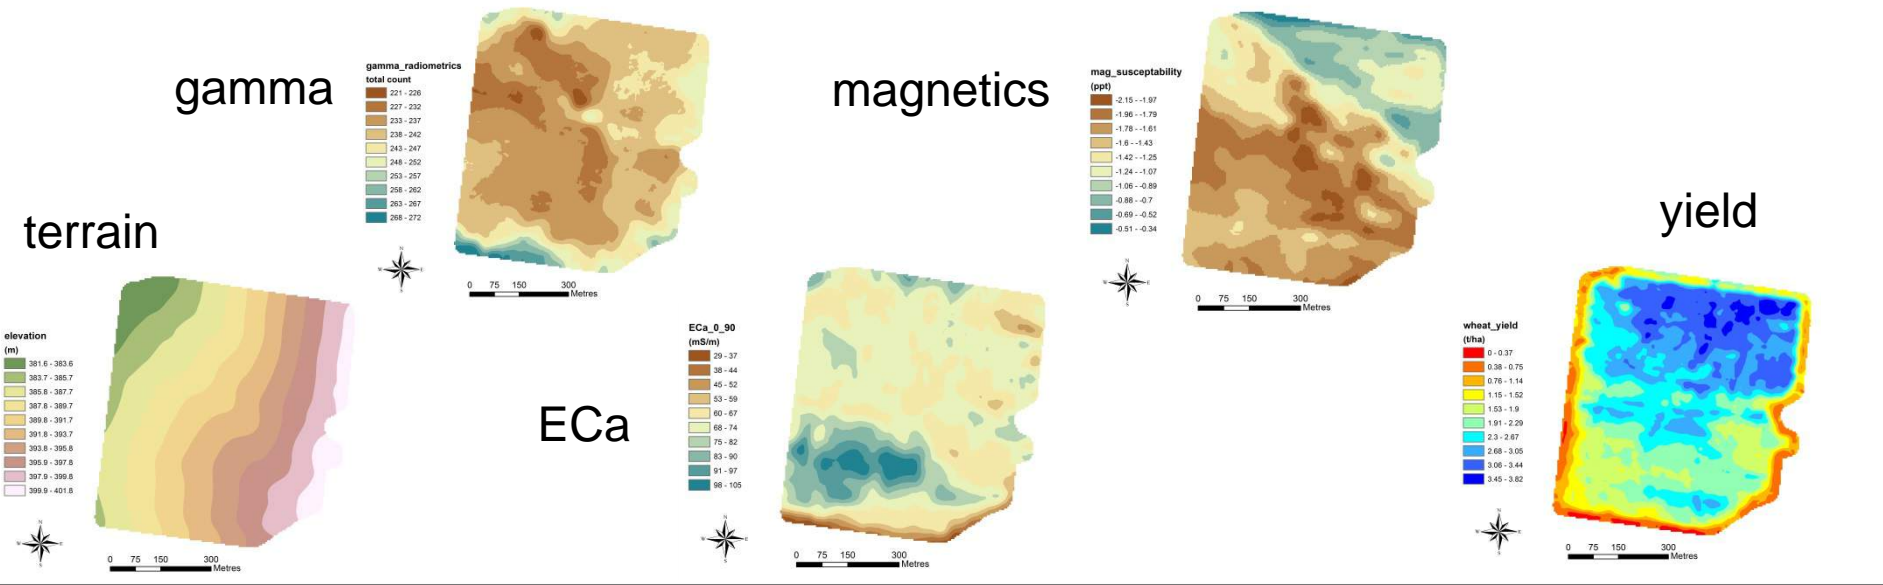 gamma
gamma_radiometrics
total count
221 - 226
227 - 232
233 - 237
238 - 242
243 - 247
248 - 252
253 - 257
258 - 262
263 - 267
268 - 272
N
W E
S
0 75 150 300
Metres
magnetics
mag_susceptability
(ppt)
-2.15 - -1.97
-1.96 - -1.79
-1.78 - -1.61
-1.6 - -1.43
-1.42 - -1.25
-1.24 - -1.07
-1.06 - -0.89
-0.88 - -0.7
-0.69 - -0.52
-0.51 - -0.34
N
W E
S
0 75 150 300
Metres
terrain
elevation
(m)
381.6 - 383.6
383.7 - 385.7
385.8 - 387.7
387.8 - 389.7
389.8 - 391.7
391.8 - 393.7
393.8 - 395.8
395.9 - 397.8
397.9 - 399.8
399.9 - 401.8
N
W E
S
0 75 150 300
Metres
ECa
ECa_0_90
(mS/m)
29 - 37
38 - 44
45 - 52
53 - 59
60 - 67
68 - 74
75 - 82
83 - 90
91 - 97
98 - 105
N
W E
S
0 75 150 300
Metres
yield
wheat_yield
(t/ha)
0 - 0.37
0.38 - 0.75
0.76 - 1.14
1.15 - 1.52
1.53 - 1.9
1.91 - 2.29
2.3 - 2.67
2.68 - 3.05
3.06 - 3.44
3.45 - 3.82
N
W E
S
0 75 150 300
Metres